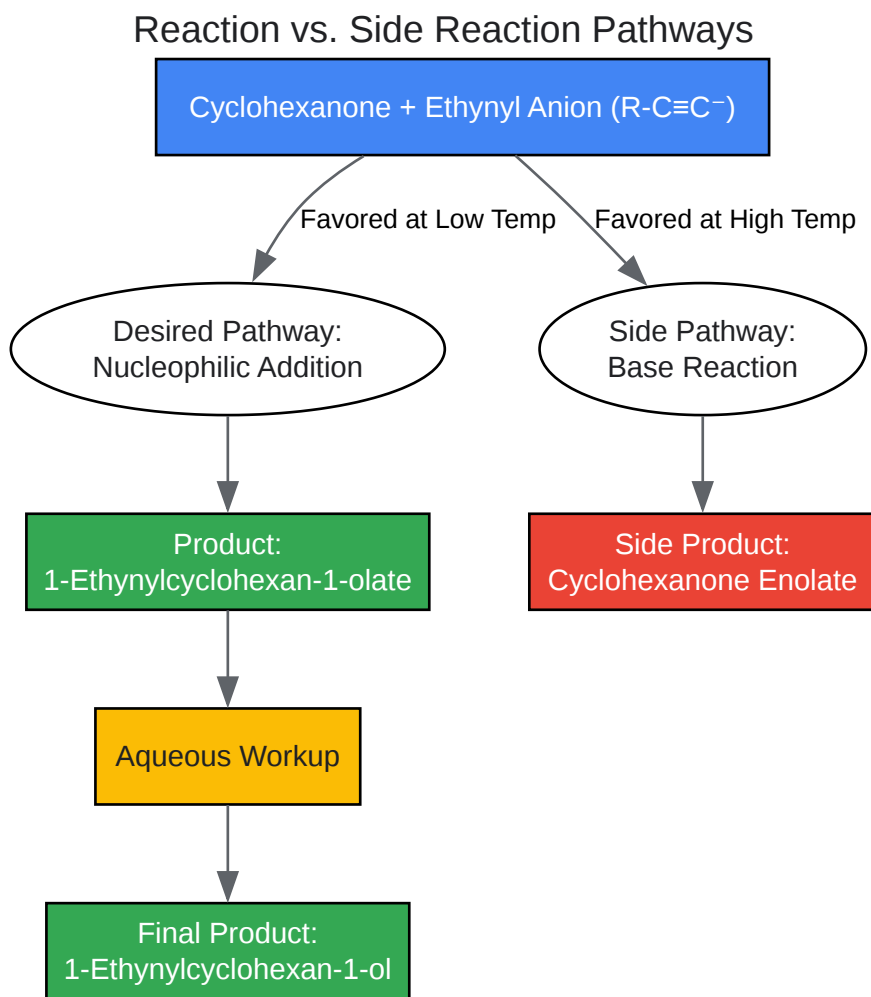 Reaction vs. Side Reaction Pathways
Cyclohexanone + Ethynyl Anion (R-C≡C⁻)
Favored at Low Temp
Favored at High Temp
Desired Pathway:
Nucleophilic Addition
Side Pathway:
Base Reaction
Product:
1-Ethynylcyclohexan-1-olate
Side Product:
Cyclohexanone Enolate
Aqueous Workup
Final Product:
1-Ethynylcyclohexan-1-ol